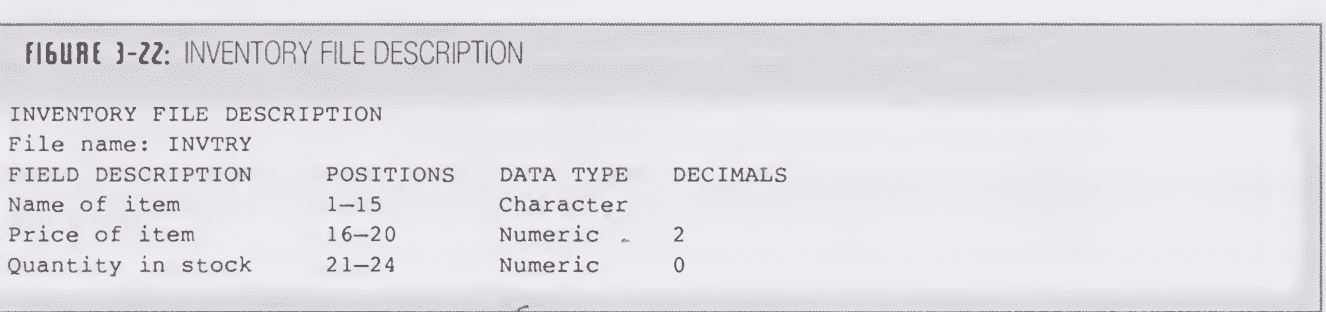 FIGURE 3-22: INVENTORY FILE DESCRIPTION
INVENTORY FILE DESCRIPTION
File name: INVTRY
FIELD DESCRIPTION POSITIONS DATA TYPE DECIMALS
Name of item 1—15 Character
Price of item 16—20 Numeric 2
Quantity in stock 21—24 Numeric 0